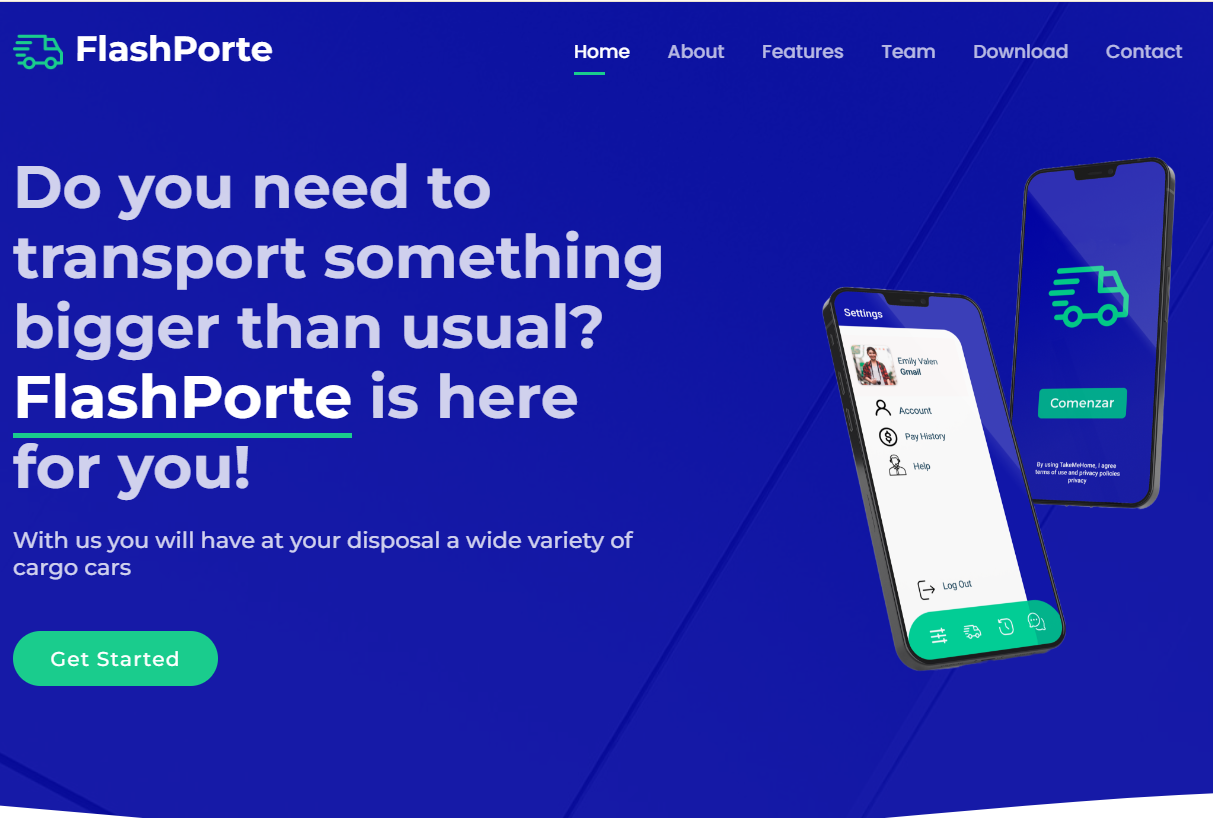 FlashPorte
Home
About
Features
Team
Download
Contact
Do you need to
transport something
bigger than usual?
FlashPorte is here
for you!
With us you will have at your disposal a wide variety of
cargo cars
Get Started
Settings
Emily Valen
Gmail
Account
Pay History
Help
Log Out
Comenzar
By using TakeMeHome, I agree
terms of use and privacy policies
privacy